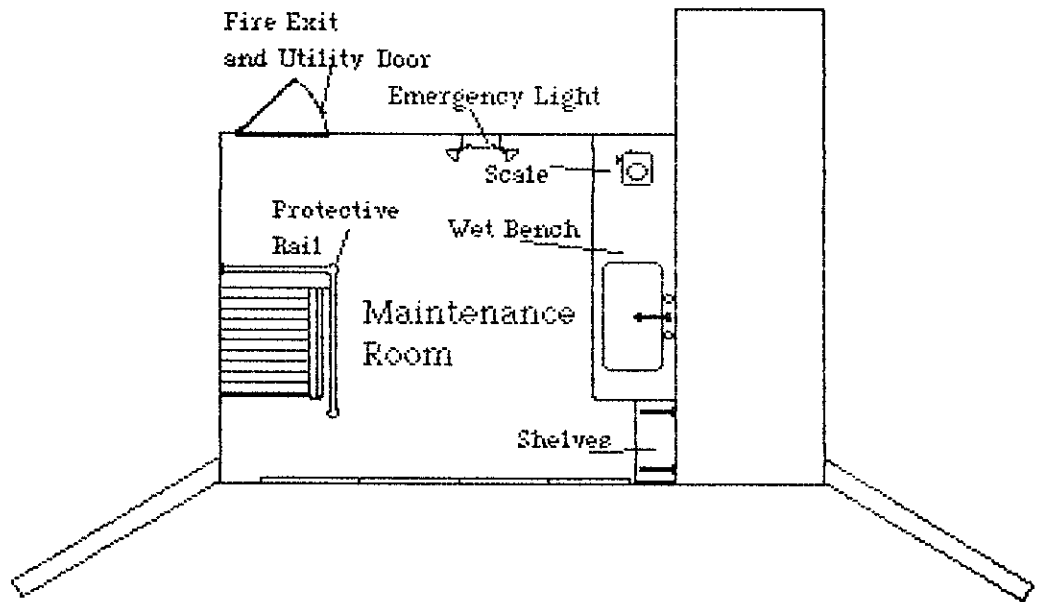 Fire Exit
and Utility Door
Emergency Light
Scale
Protective
Rail
Wet Bench
Maintenance
Room
Shelves